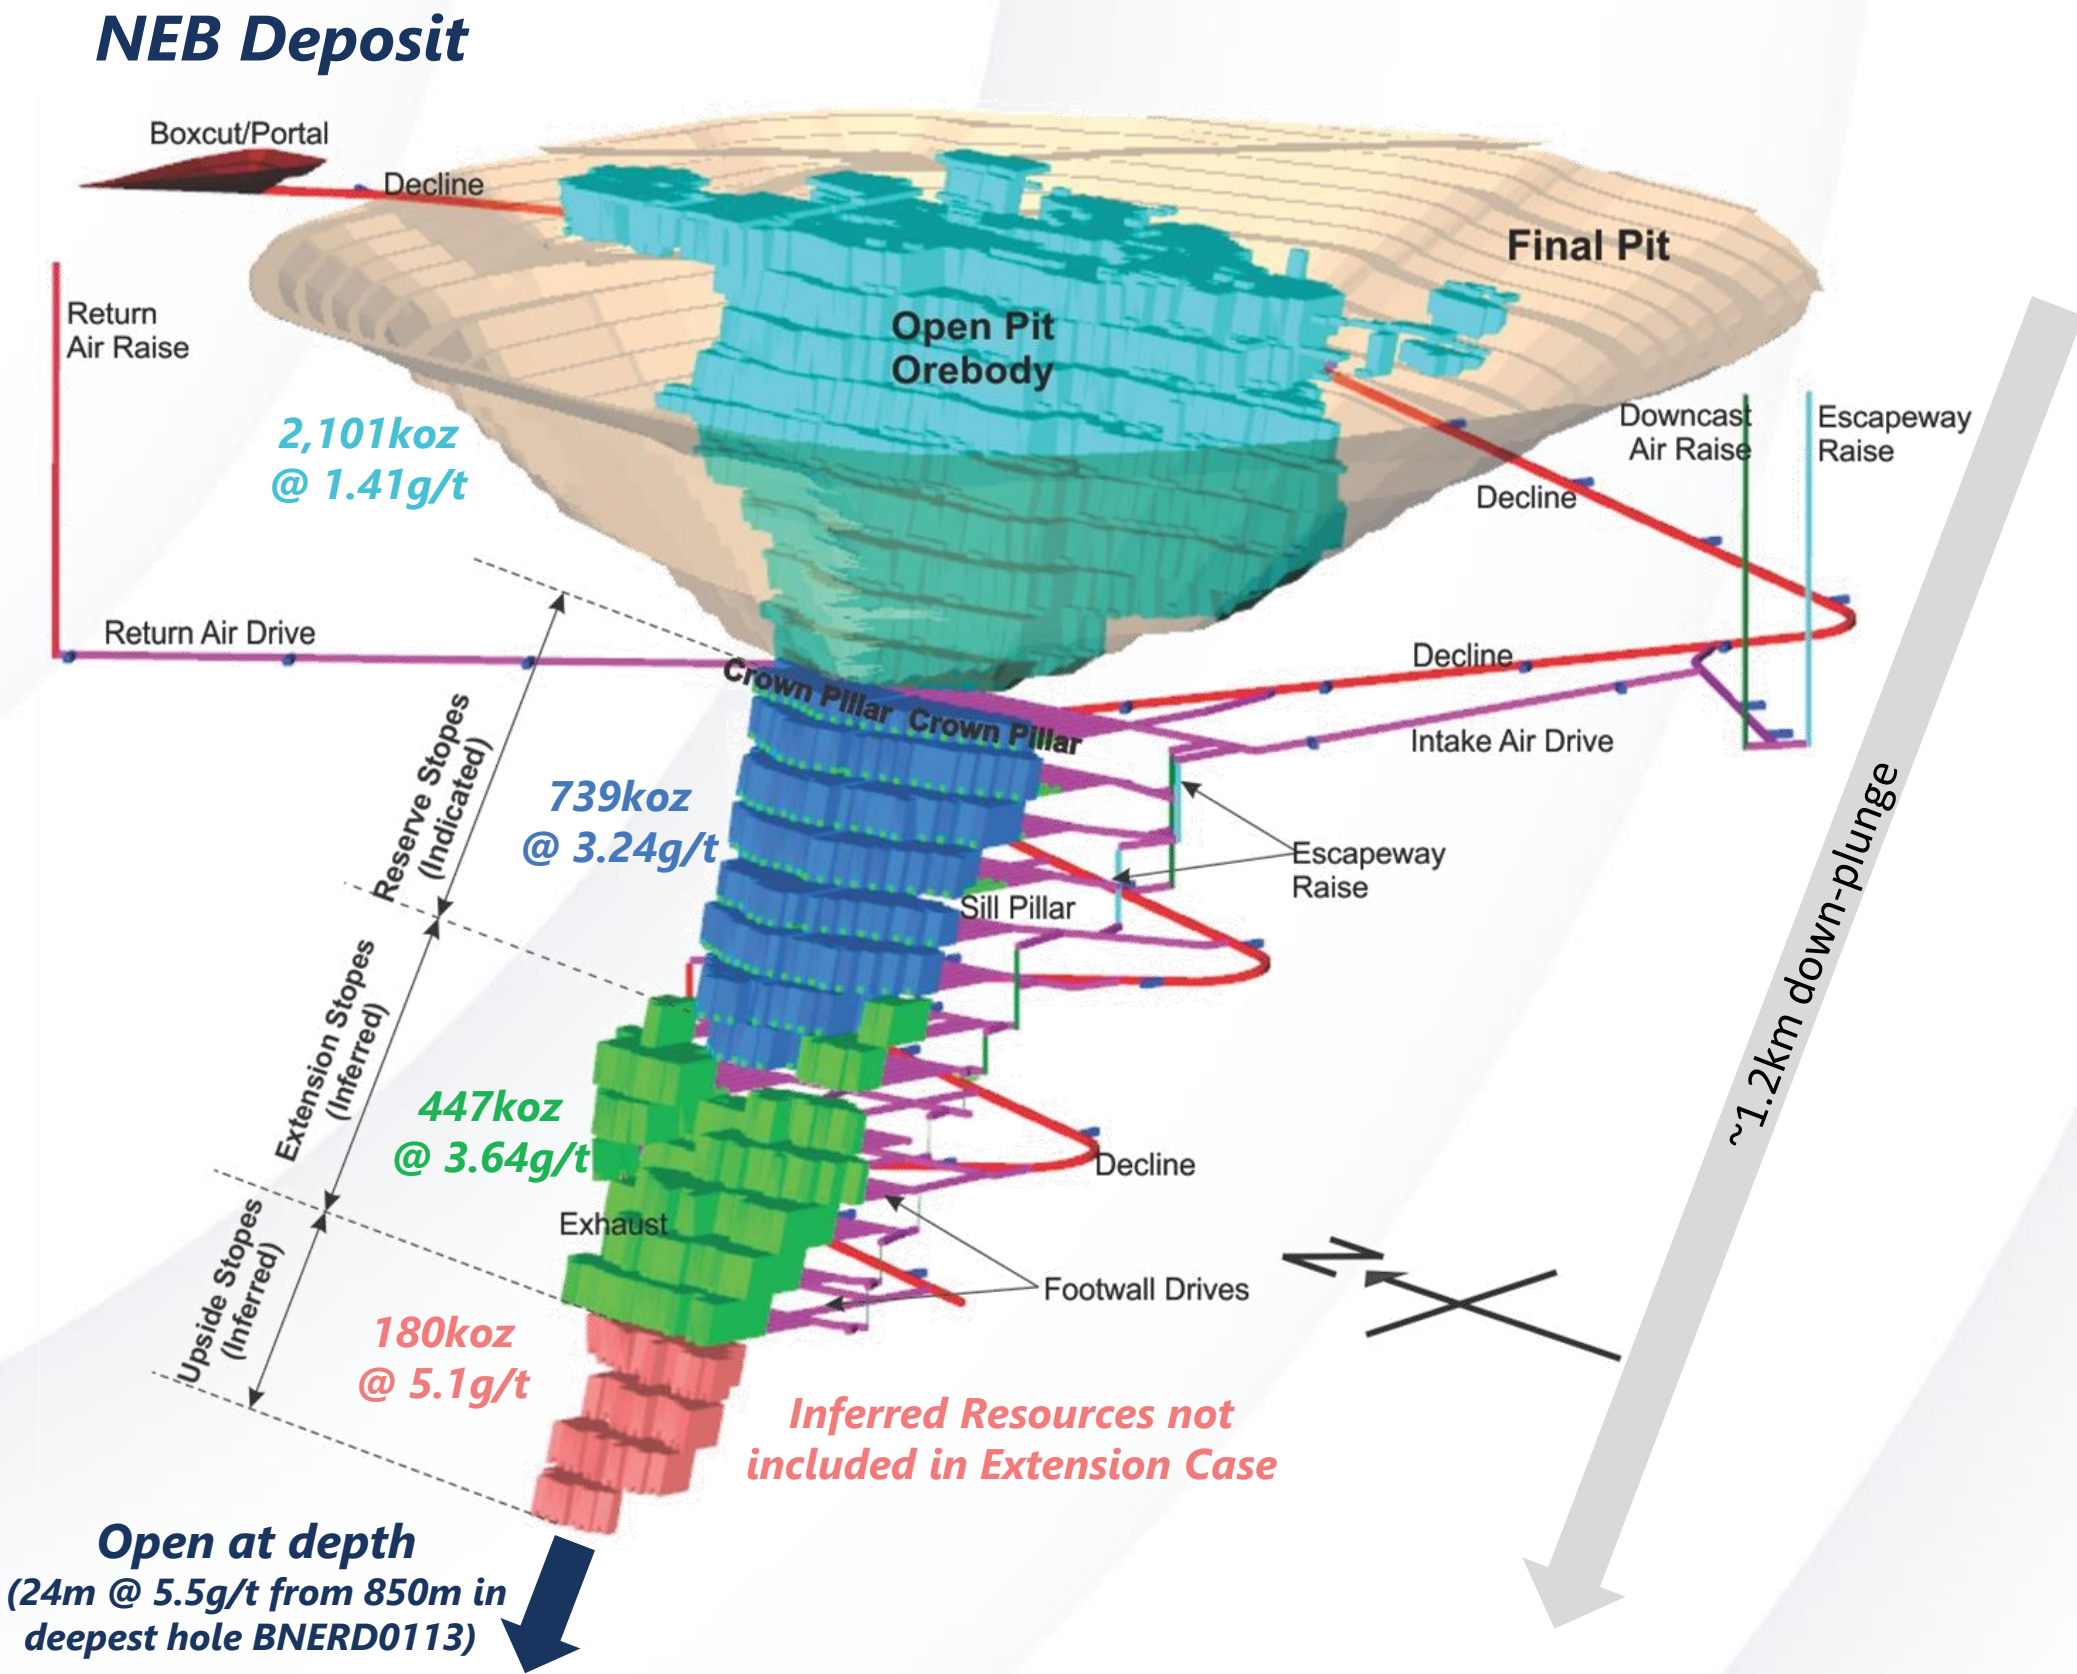 NEB Deposit
Boxcut/Portal
Decline
Final Pit
Return
Air Raise
Open Pit
Orebody
2,101koz
@ 1.41g/t
Downcast
Air Raise
Escapeway
Raise
Decline
Return Air Drive
Decline
Crown Pillar
Crown Pillar
Intake Air Drive
Reserve Stopes
(Indicated)
739koz
@ 3.24g/t
Escapeway
Raise
Sill Pillar
~1.2km down-plunge
Extension Stopes
(Inferred)
447koz
@ 3.64g/t
Decline
Exhaust
Footwall Drives
N
Upside Stopes
(Inferred)
180koz
@ 5.1g/t
Inferred Resources not
included in Extension Case
Open at depth
(24m @ 5.5g/t from 850m in
deepest hole BNERD0113)